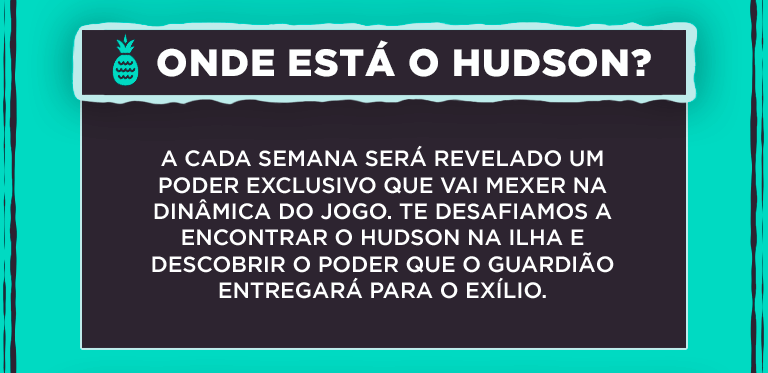 ONDE ESTÁ O HUDSON?
A CADA SEMANA SERÁ REVELADO UM
PODER EXCLUSIVO QUE VAI MEXER NA
DINÂMICA DO JOGO. TE DESAFIAMOS A
ENCONTRAR O HUDSON NA ILHA E
DESCOBRIR O PODER QUE O GUARDIÃO
ENTREGARÁ PARA O EXÍLIO.